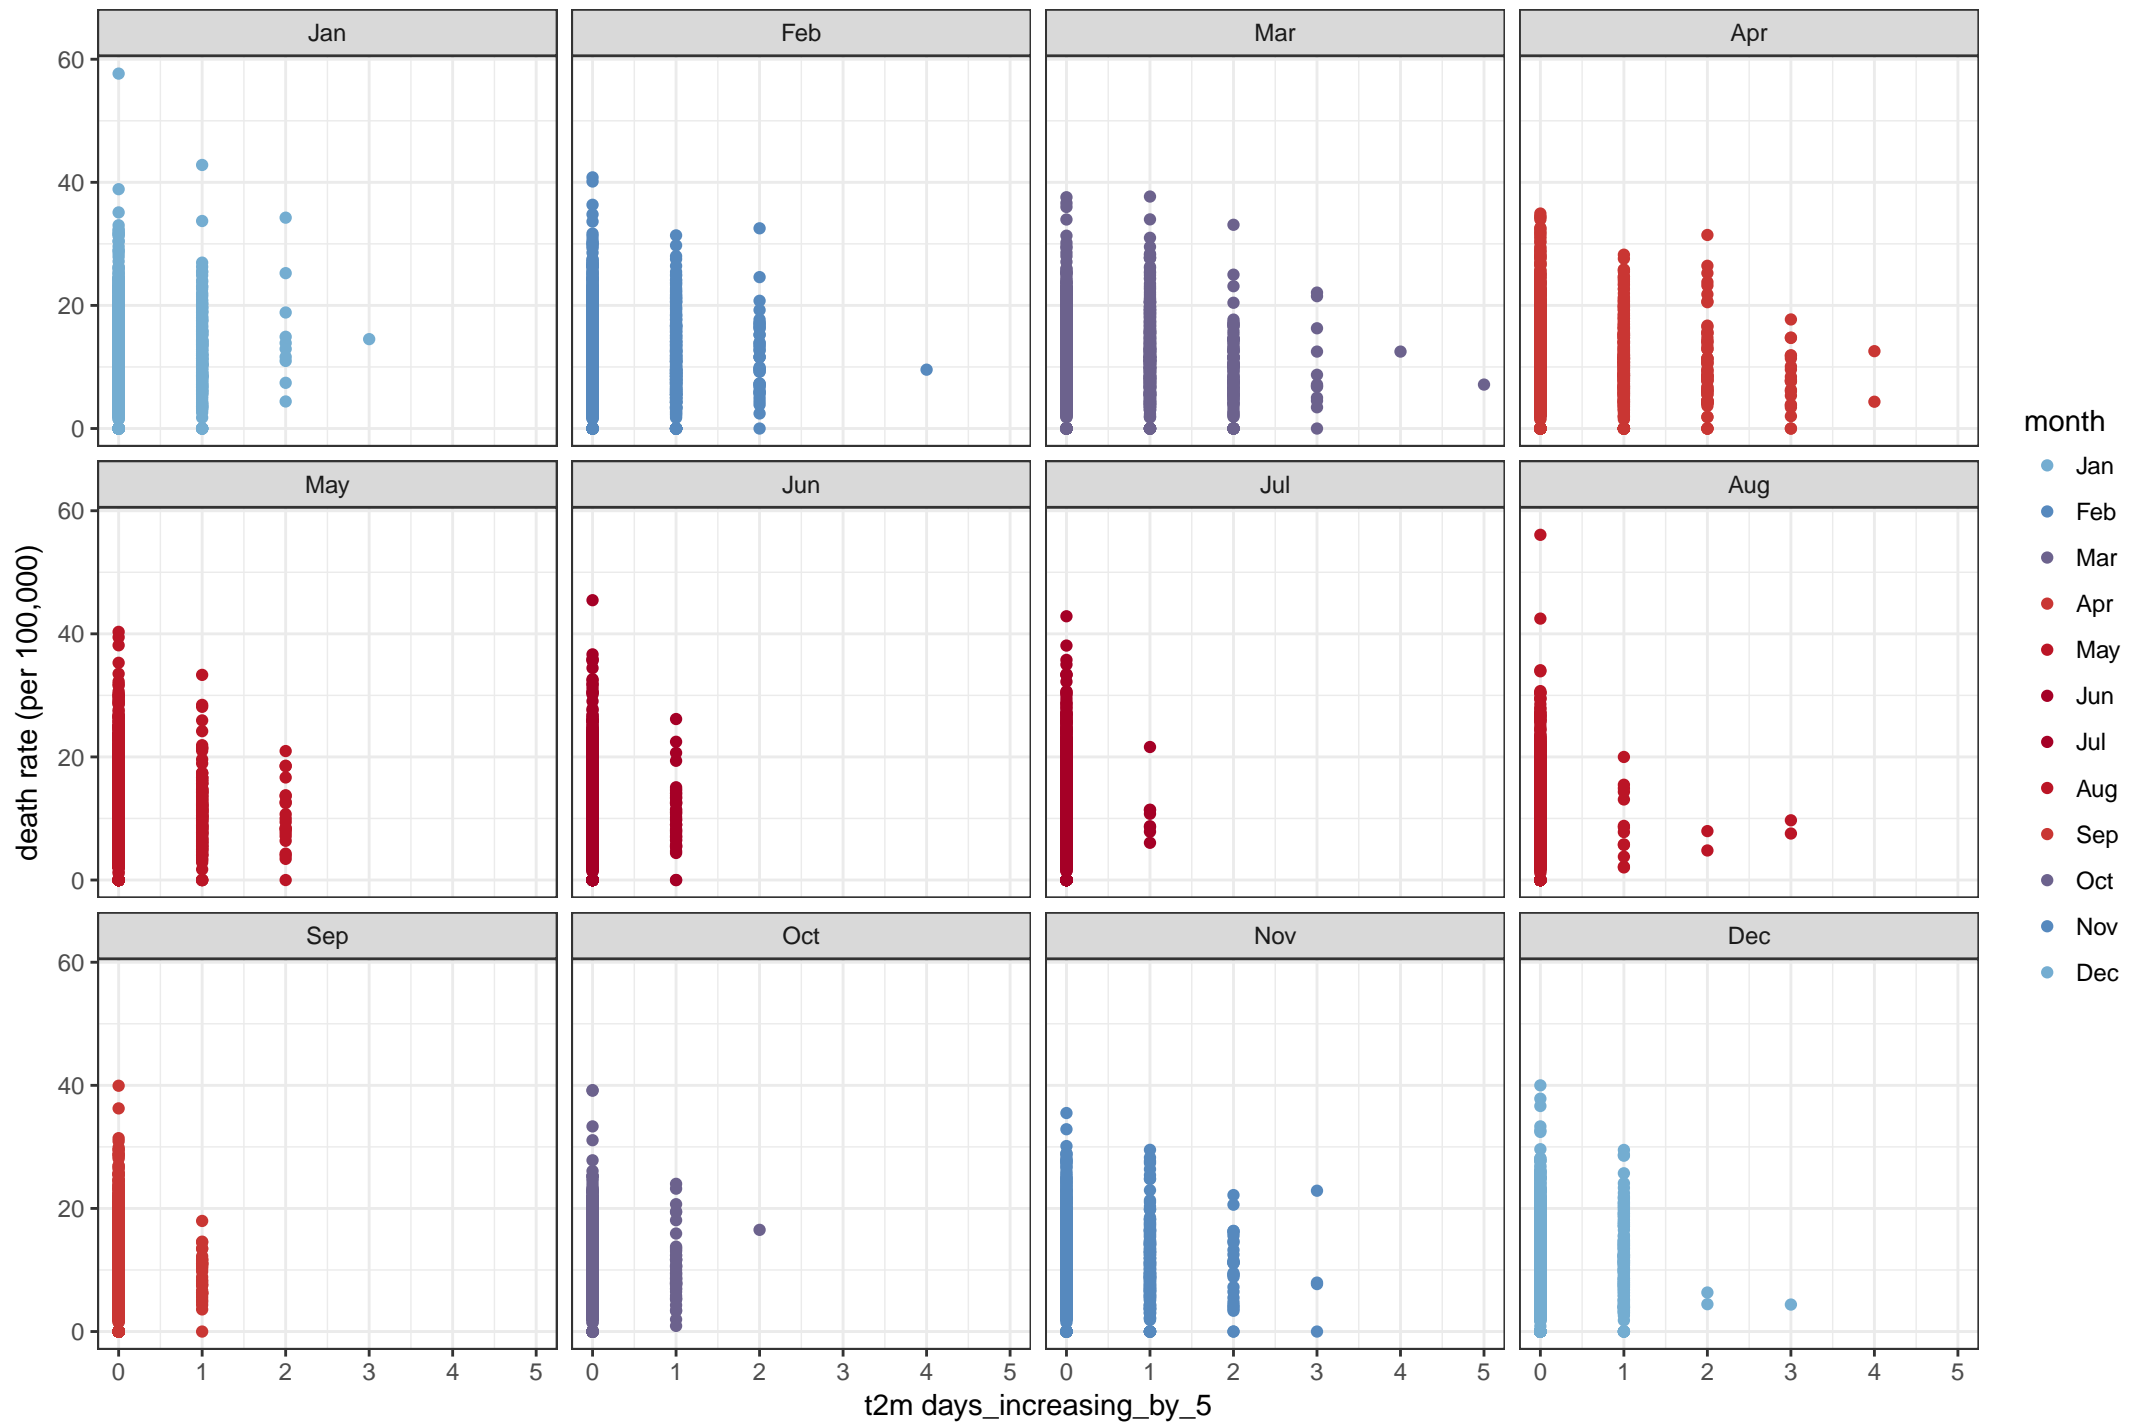 Jan Feb Mar Apr
60
40
20
0
May Jun Jul Aug
60
40
20
0
Sep Oct Nov Dec
60
40
20
0
0 1 2 3 4 5 0 1 2 3 4 5 0 1 2 3 4 5 0 1 2 3 4 5
t2m days_increasing_by_5
death rate (per 100,000)
month
Jan
Feb
Mar
Apr
May
Jun
Jul
Aug
Sep
Oct
Nov
Dec